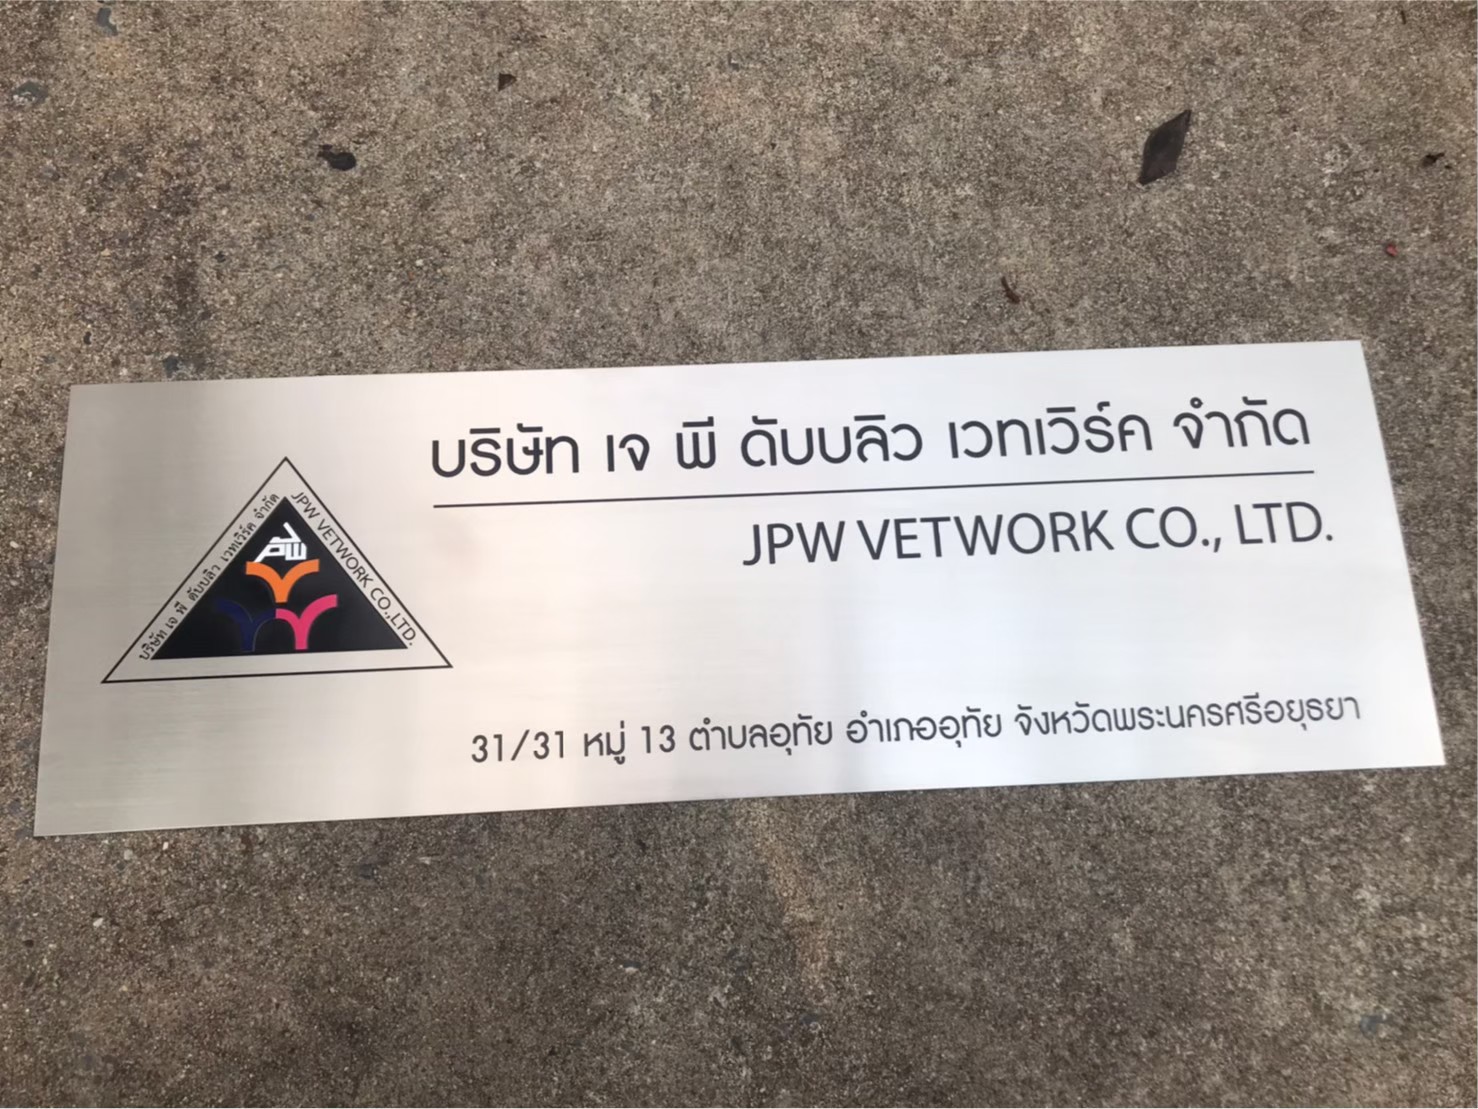 บริษัท เจ พี ดับบลิว เวทเวิร์ค จำกัด
JPW VETWORK CO., LTD.
JPW
บริษัท เจ พี ดับบลิว เวทเวิร์ค จำกัด
JPW VETWORK CO.,LTD.
31/31 หมู่ 13 ตำบลอุทัย อำเภออุทัย จังหวัดพระนครศรีอยุธยา